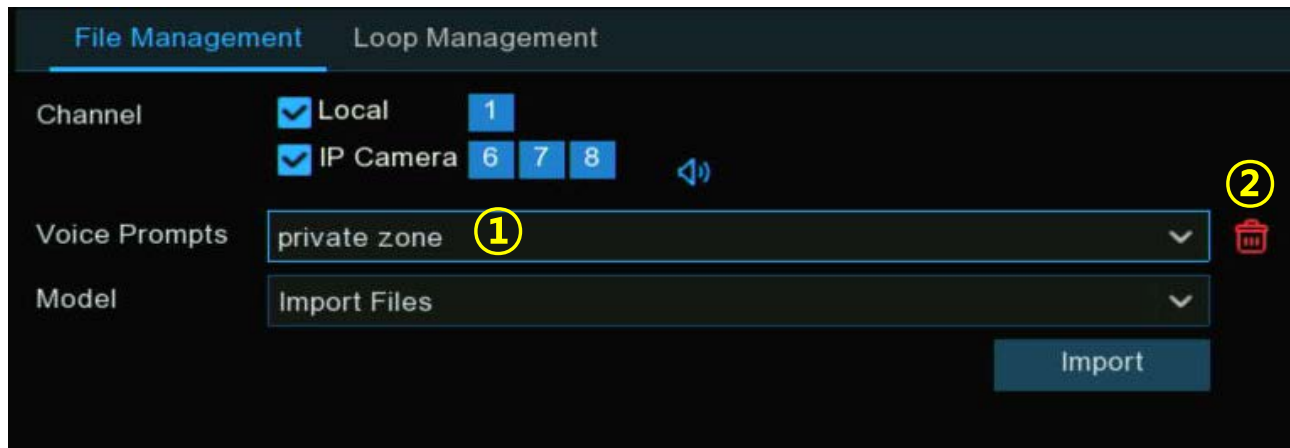 File Management Loop Management
Channel Local 1
IP Camera 6 7 8
②
Voice Prompts private zone ①
Model Import Files
Import